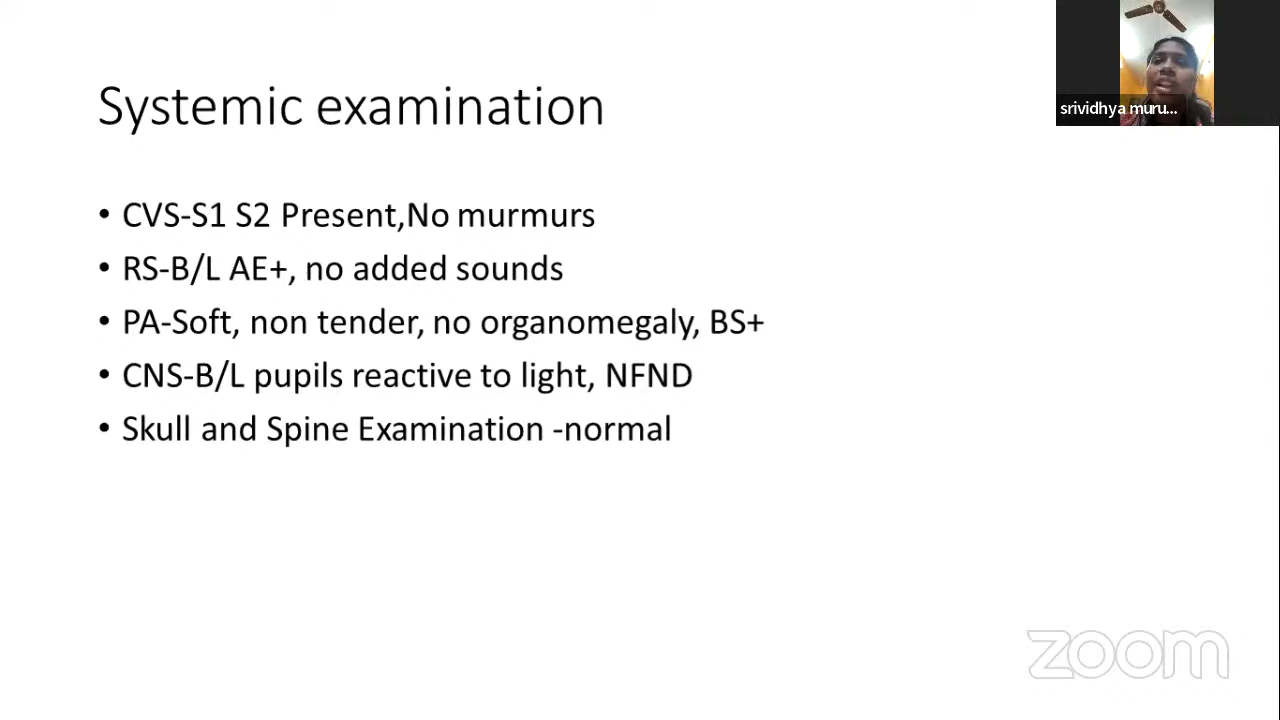 srividhya muru...
Systemic examination
• CVS-S1 S2 Present,No murmurs
• RS-B/L AE+, no added sounds
• PA-Soft, non tender, no organomegaly, BS+
• CNS-B/L pupils reactive to light, NFND
• Skull and Spine Examination -normal
zoom